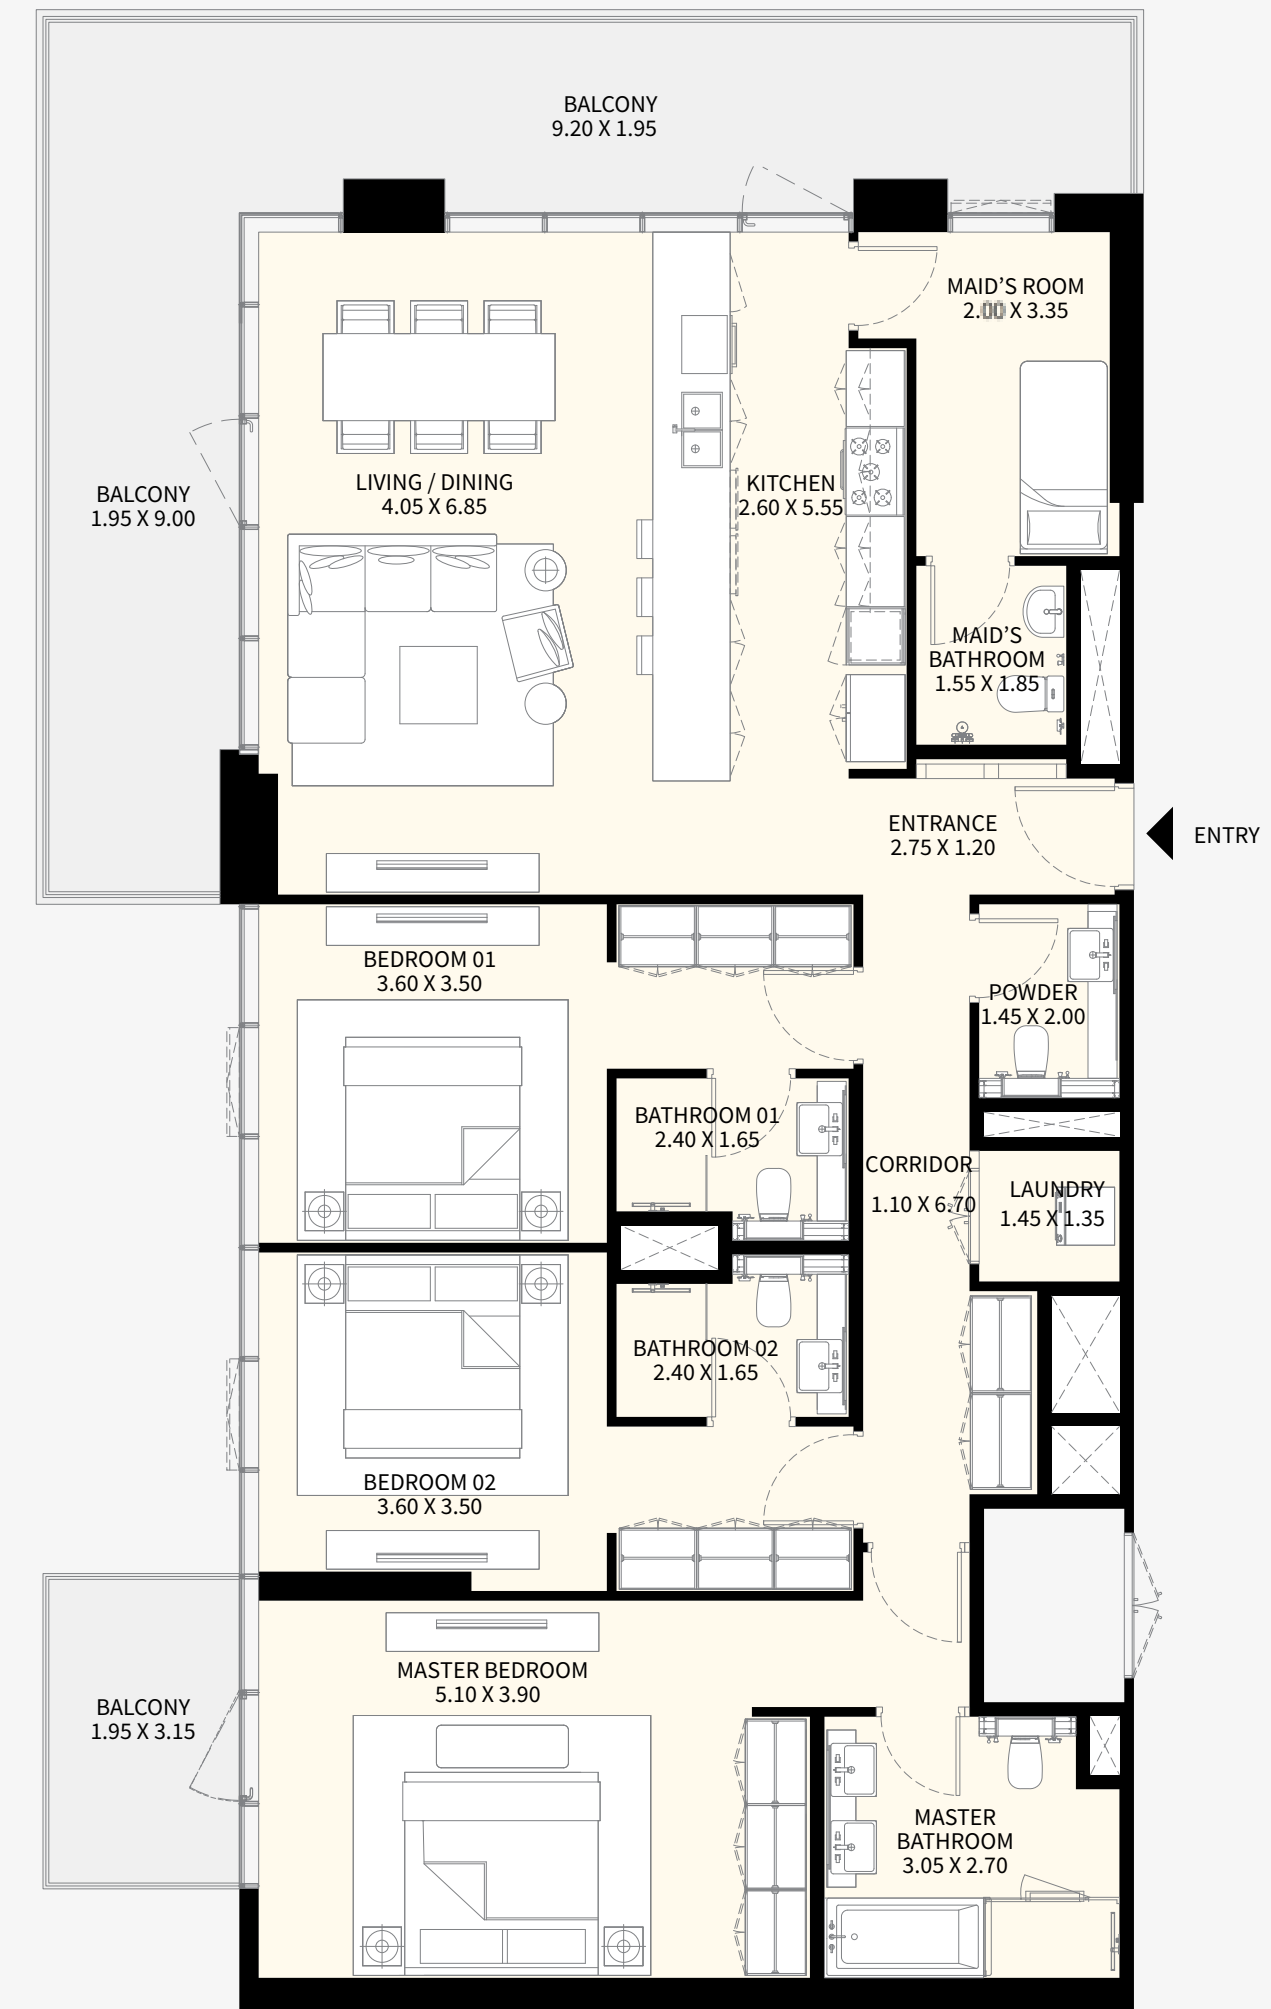 BALCONY
9.20 X 1.95
MAID’S ROOM
X 3.35
LIVING / DINING
4.05 X 6.85
KITCHEN
2.60 X 5.55
BALCONY
1.95 X 9.00
MAID’S
BATHROOM
1.55 X 1.85
ENTRANCE
2.75 X 1.20
ENTRY
BEDROOM 01
3.60 X 3.50
POWDER
1.45 X 2.00
BATHROOM 01
2.40 X 1.65
CORRIDOR
1.10 X 6.70
LAUNDRY
1.45 X 1.35
BATHROOM 02
2.40 X 1.65
BEDROOM 02
3.60 X 3.50
MASTER BEDROOM
5.10 X 3.90
BALCONY
1.95 X 3.15
MASTER
BATHROOM
3.05 X 2.70